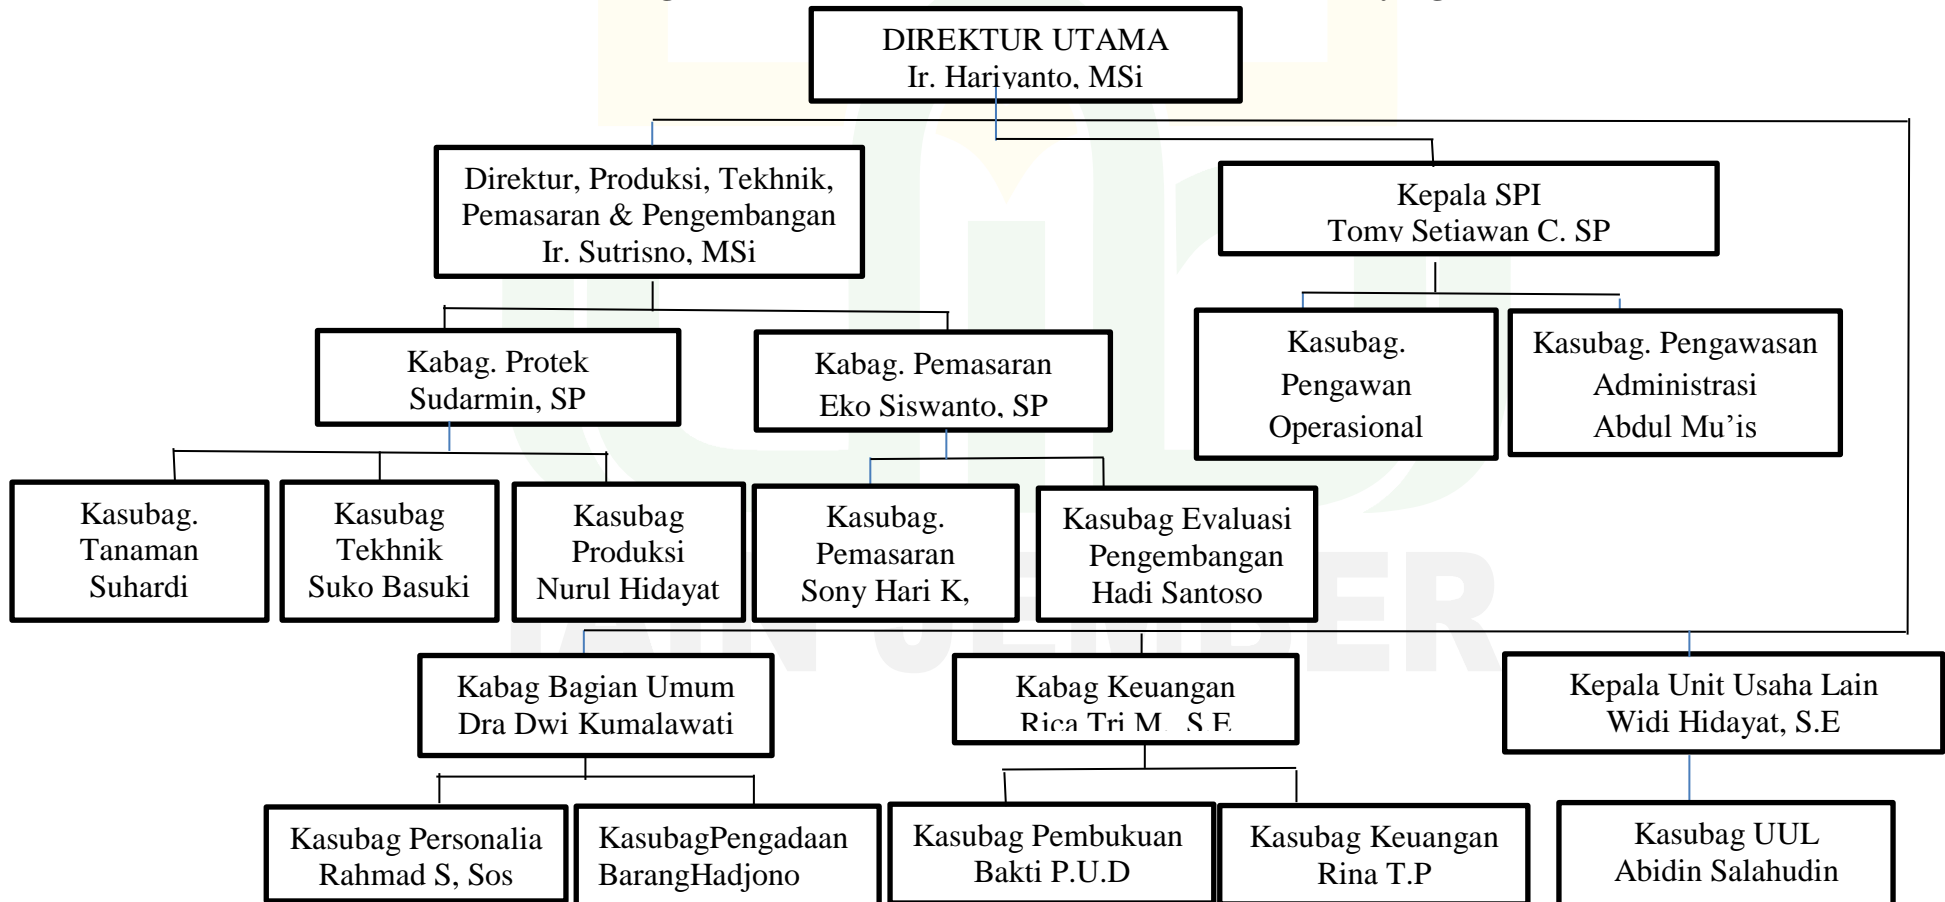 DIREKTUR UTAMA
Ir. Hariyanto, MSi
Direktur, Produksi, Tekhnik,
Pemasaran & Pengembangan
Ir. Sutrisno, MSi
Kepala SPI
Tomy Setiawan C. SP
Kabag. Protek
Sudarmin, SP
Kabag. Pemasaran
Eko Siswanto, SP
Kasubag.
Pengawan
Operasional
Kasubag. Pengawasan
Administrasi
Abdul Mu’is
Kasubag.
Tanaman
Suhardi
Kasubag
Tekhnik
Suko Basuki
Kasubag
Produksi
Nurul Hidayat
Kasubag.
Pemasaran
Sony Hari K,
Kasubag Evaluasi
Pengembangan
Hadi Santoso
IAIN JEMBER
Kabag Bagian Umum
Dra Dwi Kumalawati
Kabag Keuangan
Rica Tri M., S.E
Kepala Unit Usaha Lain
Widi Hidayat, S.E
Kasubag Personalia
Rahmad S, Sos
KasubagPengadaan
BarangHadjono
Kasubag Pembukuan
Bakti P.U.D
Kasubag Keuangan
Rina T.P
Kasubag UUL
Abidin Salahudin